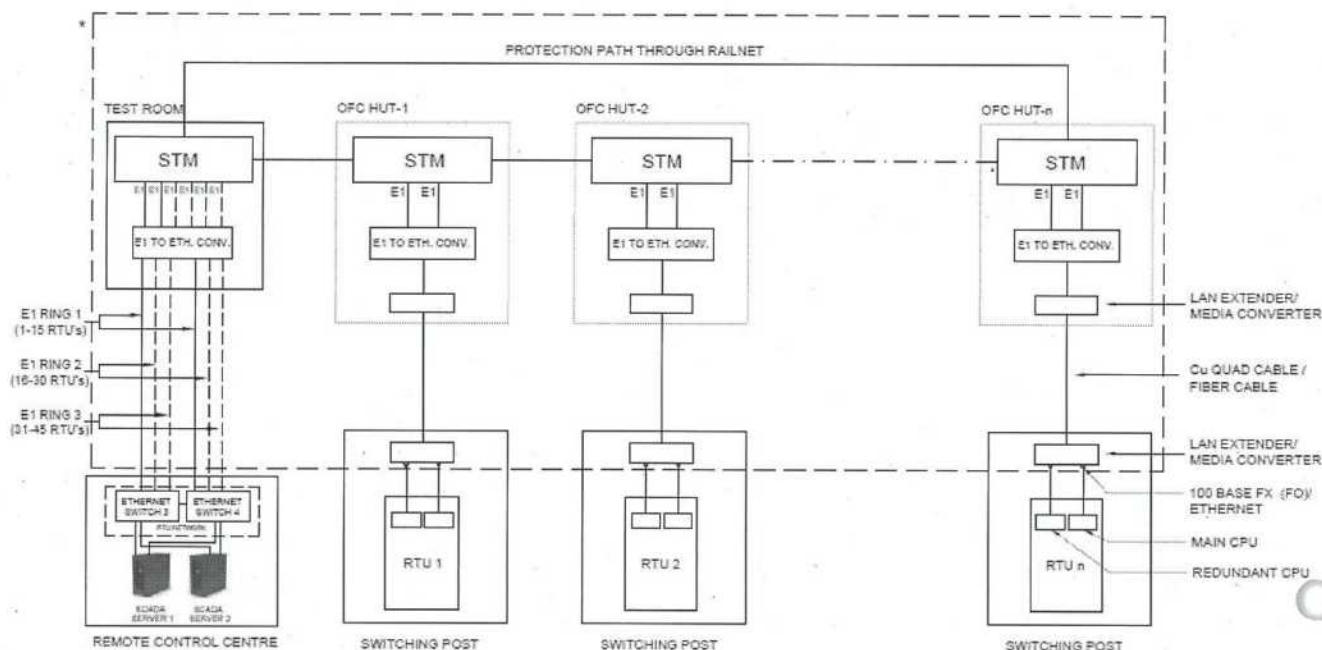 *
PROTECTION PATH THROUGH RAILNET
TEST ROOM
OFC HUT-1
OFC HUT-2
OFC HUT-n
STM
STM
STM
STM
E1 E1 E1 E1 E1 E1
E1 E1
E1 E1
E1 E1
E1 TO ETH. CONV.
E1 TO ETH. CONV.
E1 TO ETH. CONV.
E1 TO ETH. CONV.
E1 RING 1
(1-15 RTU's)
E1 RING 2
(16-30 RTU's)
E1 RING 3
(31-45 RTU's)
LAN EXTENDER/
MEDIA CONVERTER
Cu QUAD CABLE /
FIBER CABLE
LAN EXTENDER/
MEDIA CONVERTER
100 BASE FX (FO)/
ETHERNET
MAIN CPU
REDUNDANT CPU
ETHERNET
SWITCH 3
ETHERNET
SWITCH 4
RTU NETWORK
SCADA
SERVER 1
SCADA
SERVER 2
RTU 1
RTU 2
RTU n
REMOTE CONTROL CENTRE
SWITCHING POST
SWITCHING POST
SWITCHING POST